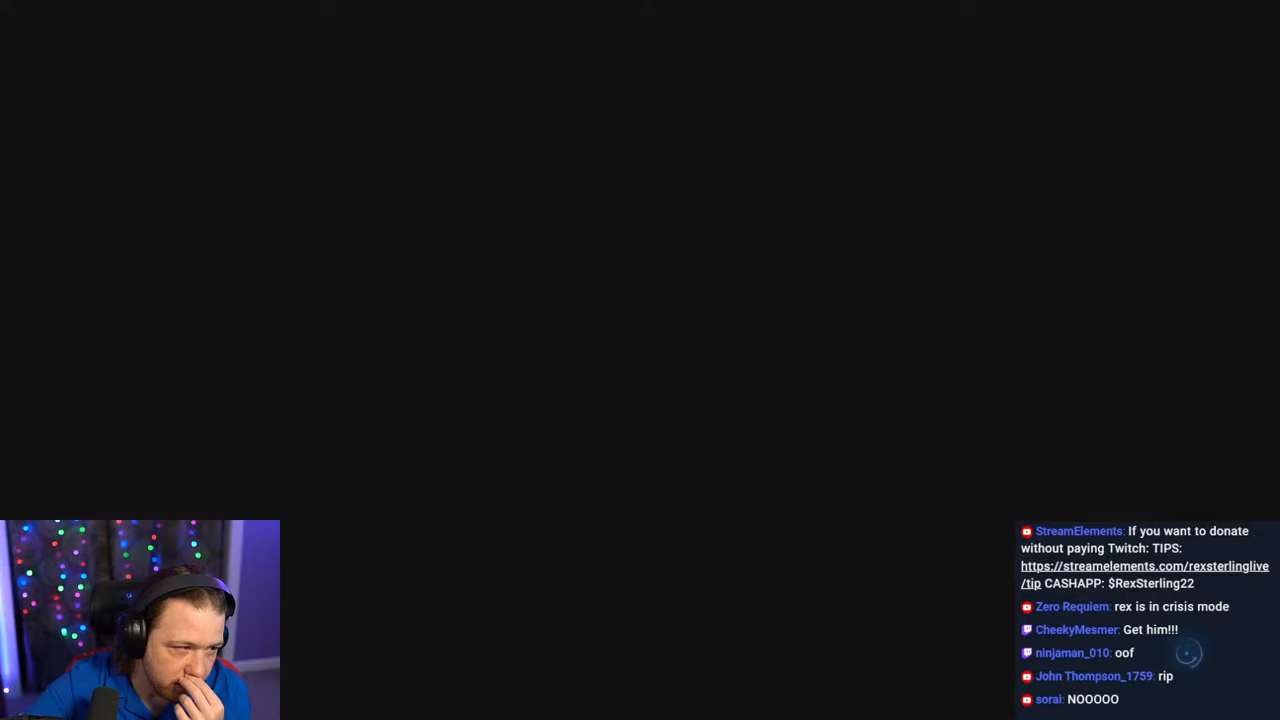 StreamElements: If you want to donate
without paying Twitch: TIPS:
https://streamelements.com/rexsterlinglive
/tip CASHAPP: $RexSterling22
Zero Requiem: rex is in crisis mode
CheekyMesmer: Get him!!!
ninjaman_010: oof
John Thompson_1759: rip
sorai: NOOOOO